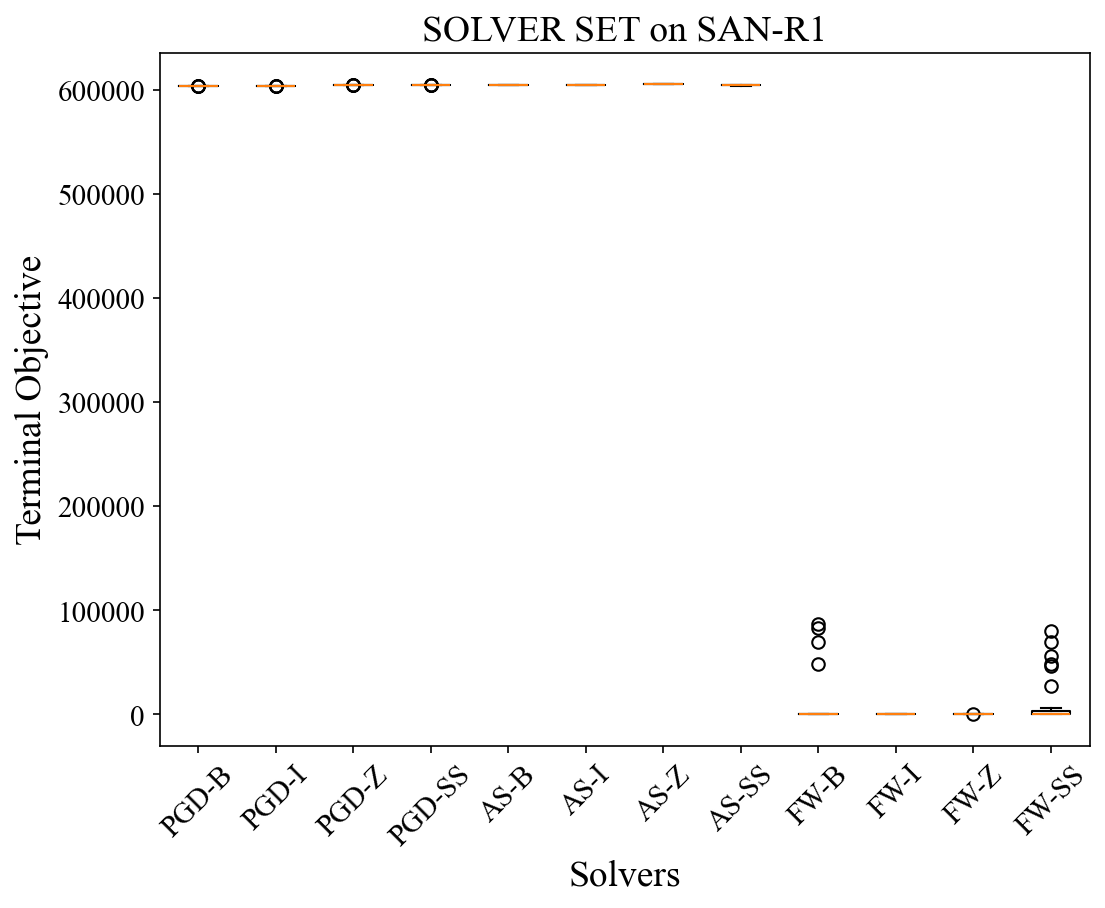 SOLVER SET on SAN-R1
Terminal Objective
600000
500000
400000
300000
200000
100000
0
PGD-B
PGD-I
PGD-Z
PGD-SS
AS-B
AS-I
AS-Z
AS-SS
FW-B
FW-I
FW-Z
FW-SS
Solvers